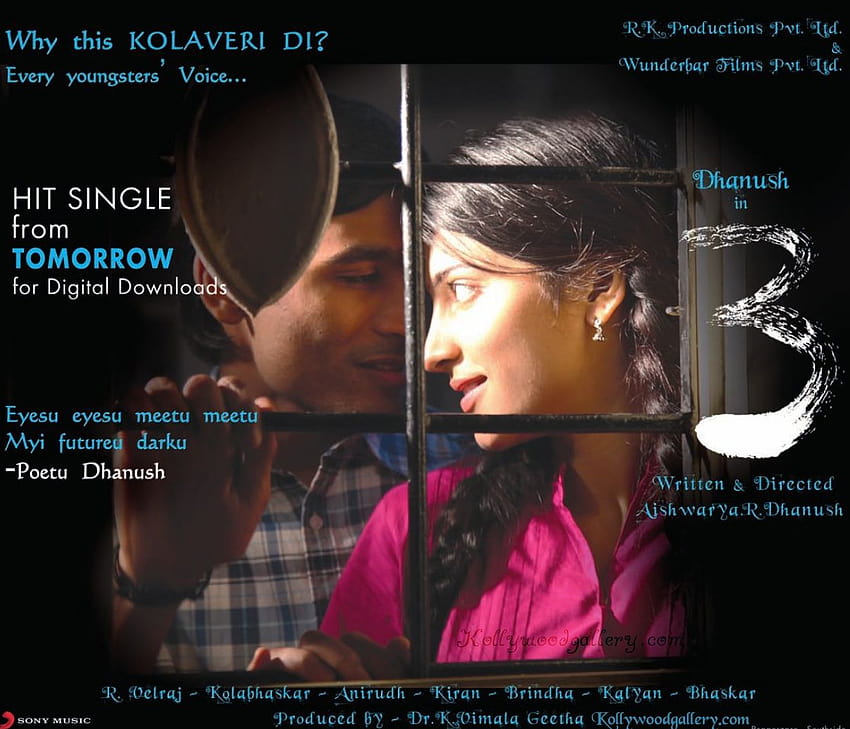 Why this KOLAVERI DI?
Every youngsters' Voice...
R.K. Productions Pvt. Ltd.
&
Wunderbar Films Pvt. Ltd.
HIT SINGLE
from
TOMORROW
for Digital Downloads
Dhanush
in
3
Eyesu eyesu meetu meetu
Myi futureu darku
-Poetu Dhanush
Written & Directed
Aishwarya.R.Dhanush
Kollywoodgallery.com
R. Velraj - Kolabhaskar - Anirudh - Kiran - Brindha - Kalyan - Bhaskar
Produced by - Dr.K.Vimala Geetha Kollywoodgallery.com
SONY MUSIC